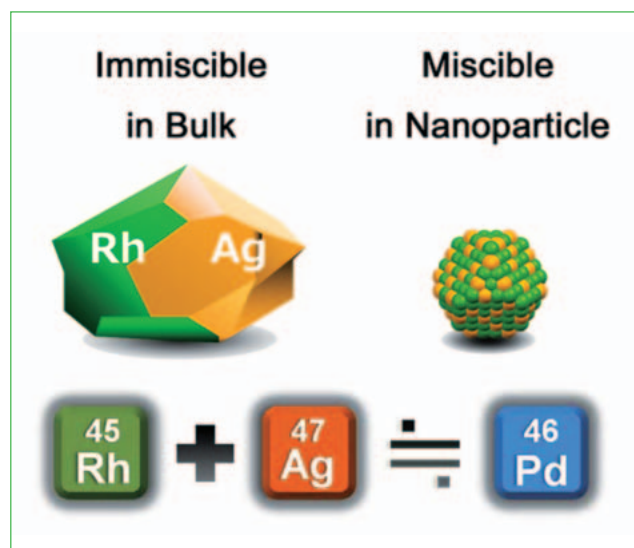 Immiscible
in Bulk
Miscible
in Nanoparticle
Rh Ag
45
Rh
+
47
Ag
≒
46
Pd